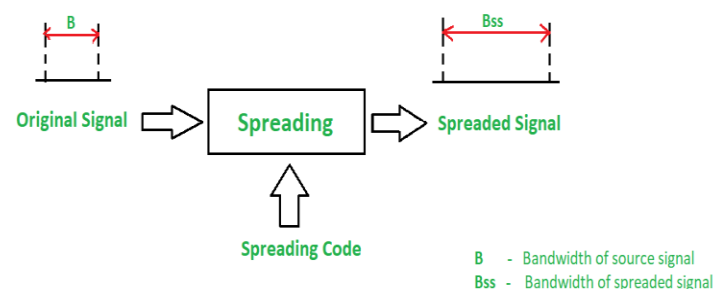 B
Bss
Original Signal
Spreading
Spreaded Signal
Spreading Code
B - Bandwidth of source signal
Bss - Bandwidth of spreaded signal